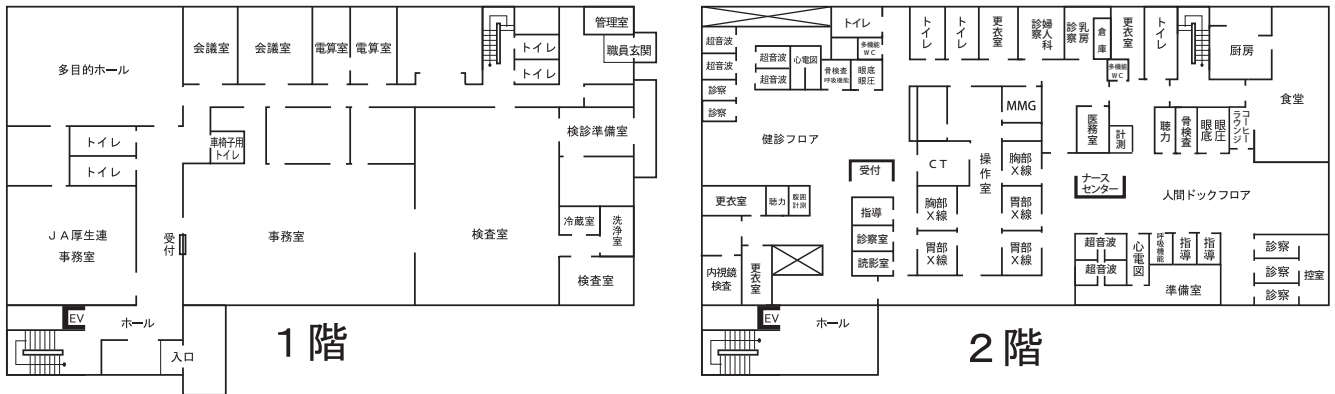 多目的ホール
会議室
会議室
電算室
電算室
トイレ
トイレ
管理室
職員玄関
トイレ
トイレ
車椅子用
トイレ
検診準備室
JA厚生連
事務室
受付
事務室
検査室
冷蔵室
洗浄室
検査室
EV
ホール
入口
1階
トイレ
多機能
WC
超音波
超音波
診察
診察
超音波
超音波
心電図
骨検査
呼吸機能
眼底
眼圧
トイレ
トイレ
更衣室
婦人科
診察
乳房
診察
倉庫
更衣室
多機能
WC
トイレ
厨房
食堂
健診フロア
MMG
医務室
計測
聴力
骨検査
眼圧
眼底
コーヒー
ラウンジ
受付
CT
操作室
胸部
X線
ナース
センター
人間ドックフロア
更衣室
聴力
腹囲
計測
指導
診察室
読影室
胸部
X線
胃部
X線
胃部
X線
胃部
X線
超音波
超音波
心電図
呼吸機能
指導
指導
準備室
診察
診察
診察
控室
内視鏡
検査
更衣室
EV
ホール
2階